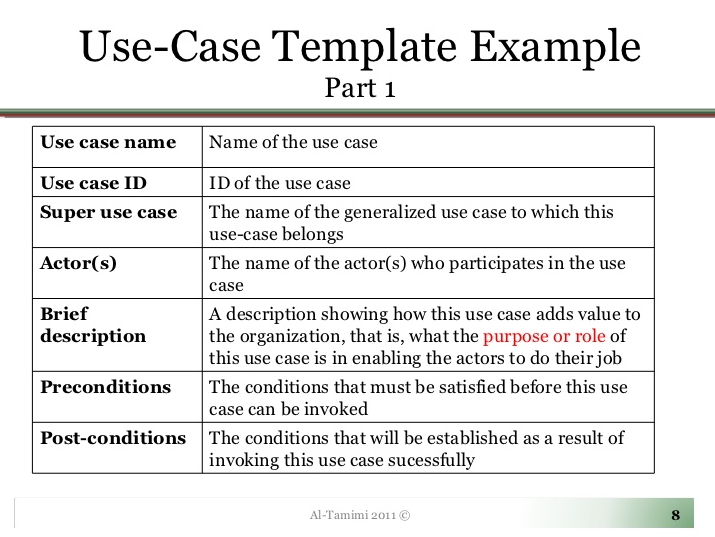 Use-Case Template Example
Part 1
Use case name
Name of the use case
Use case ID
ID of the use case
Super use case
The name of the generalized use case to which this
use-case belongs
Actor(s)
The name of the actor(s) who participates in the use
case
Brief
description
A description showing how this use case adds value to
the organization, that is, what the purpose or role of
this use case is in enabling the actors to do their job
Preconditions
The conditions that must be satisfied before this use
case can be invoked
Post-conditions
The conditions that will be established as a result of
invoking this use case sucessfully
Al-Tamimi 2011 ©
8